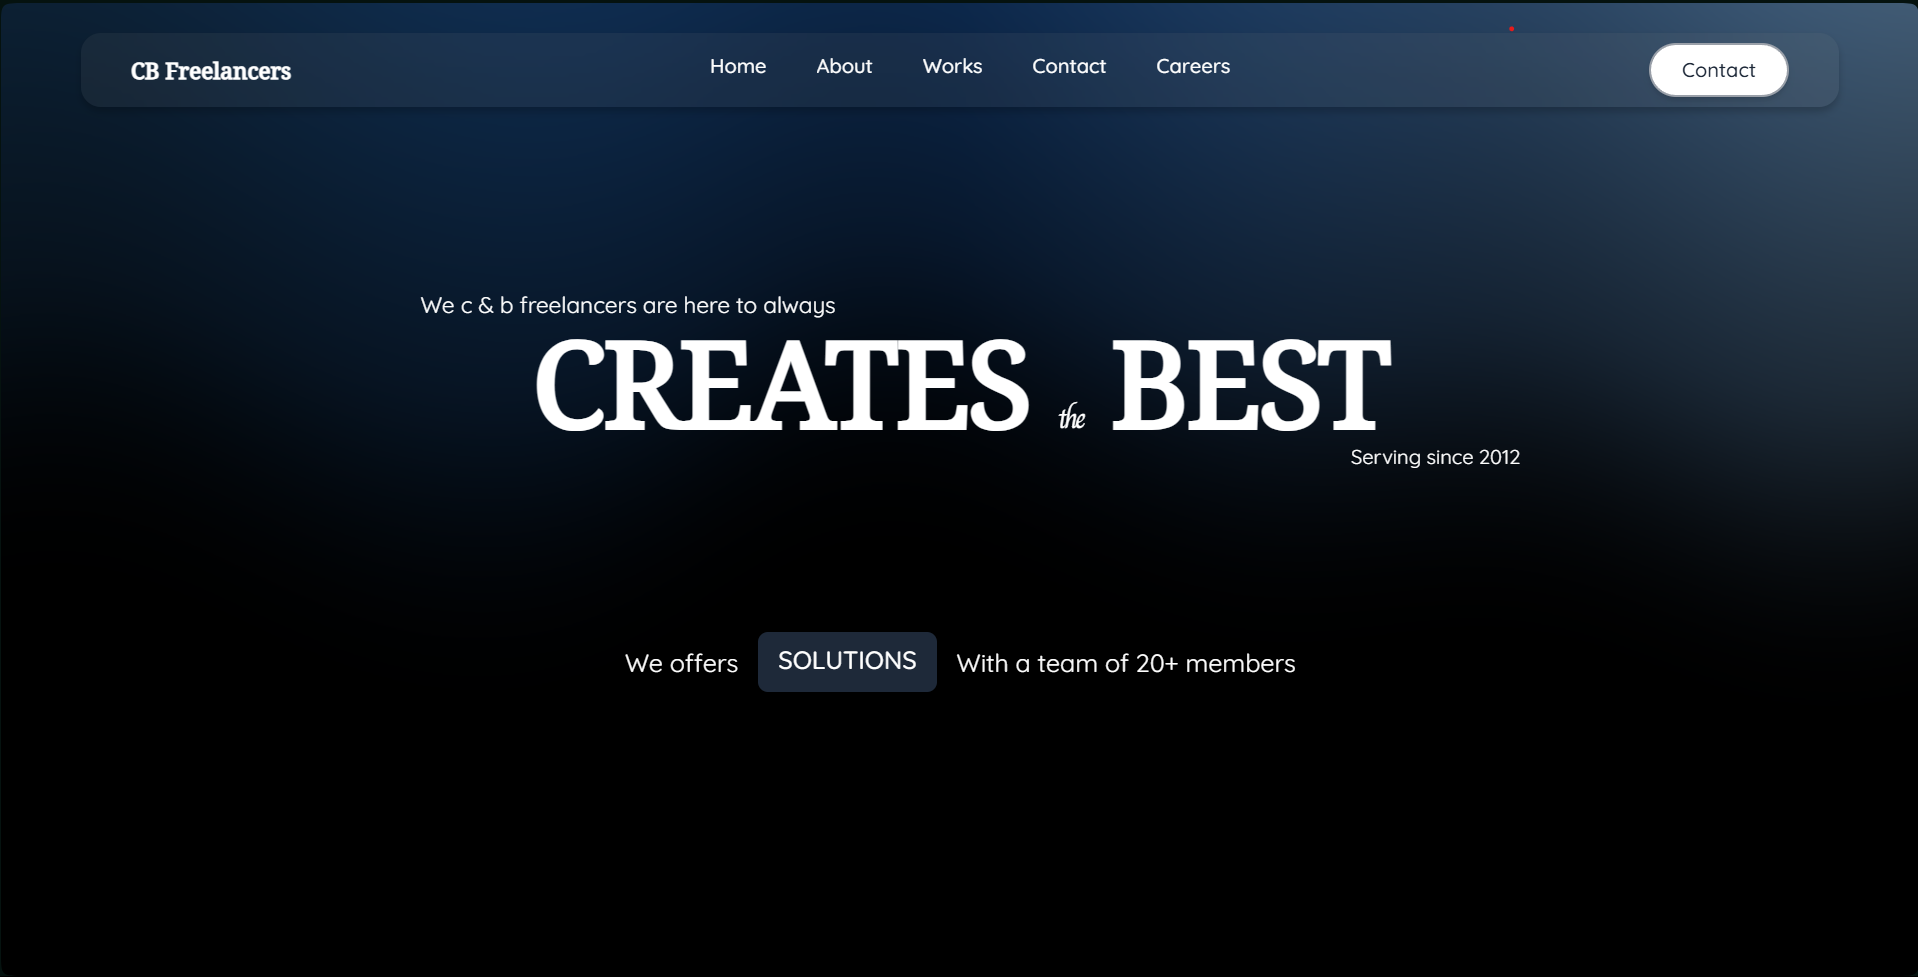 CB Freelancers
Home About Works Contact Careers
Contact
We c & b freelancers are here to always
CREATES the BEST
Serving since 2012
We offers SOLUTIONS With a team of 20+ members